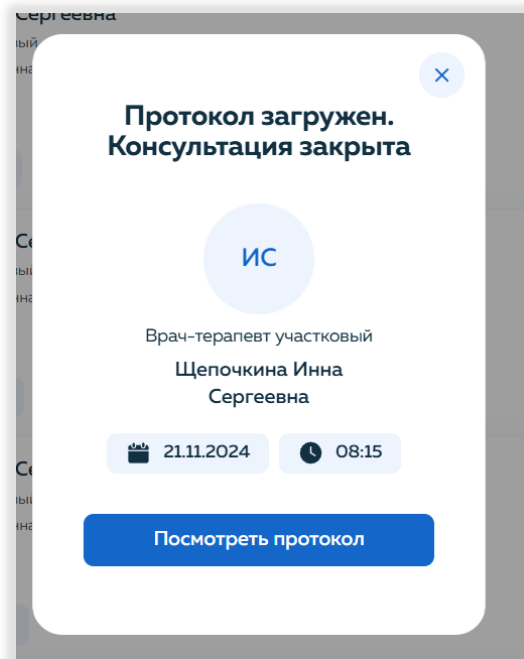 Сергеевна
Протокол загружен.
Консультация закрыта
ИС
Врач-терапевт участковый
Щепочкина Инна
Сергеевна
21.11.2024
08:15
Посмотреть протокол